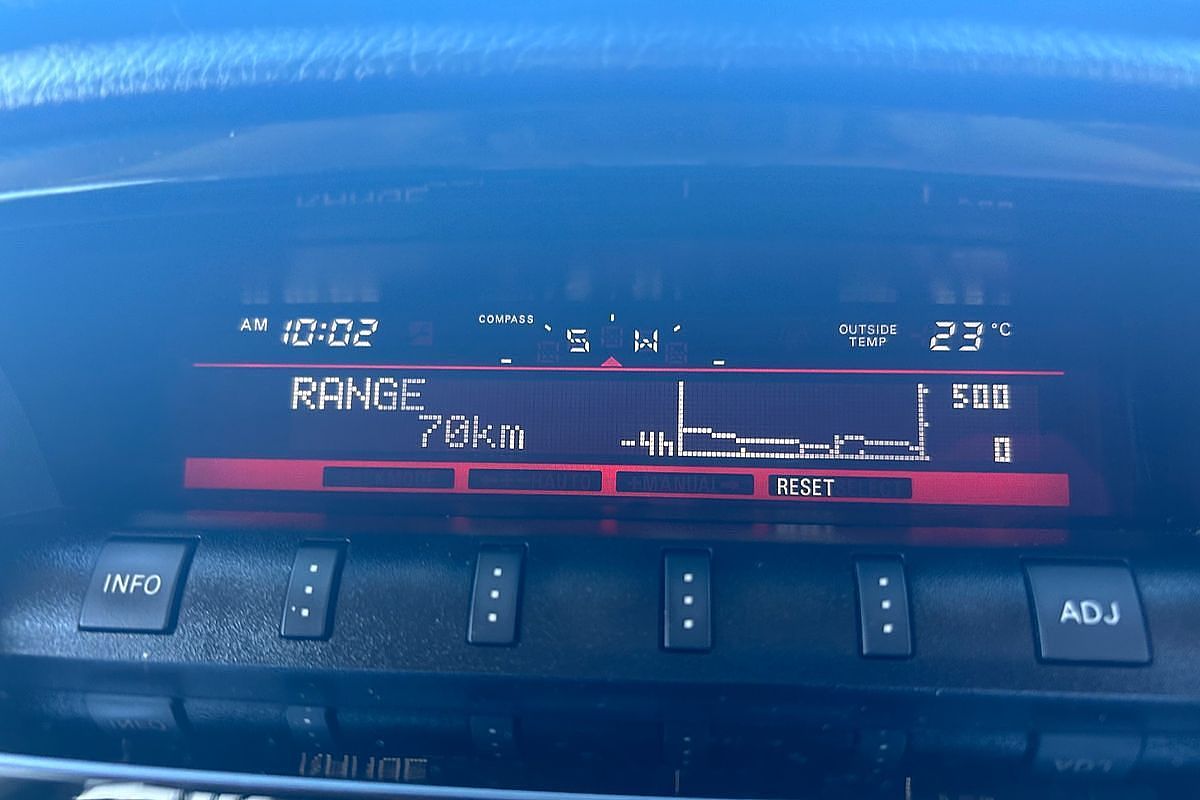 AM 10:02 COMPASS S W OUTSIDE TEMP 23 °C
RANGE
70km
-4h
500
0
RESET
INFO
ADJ